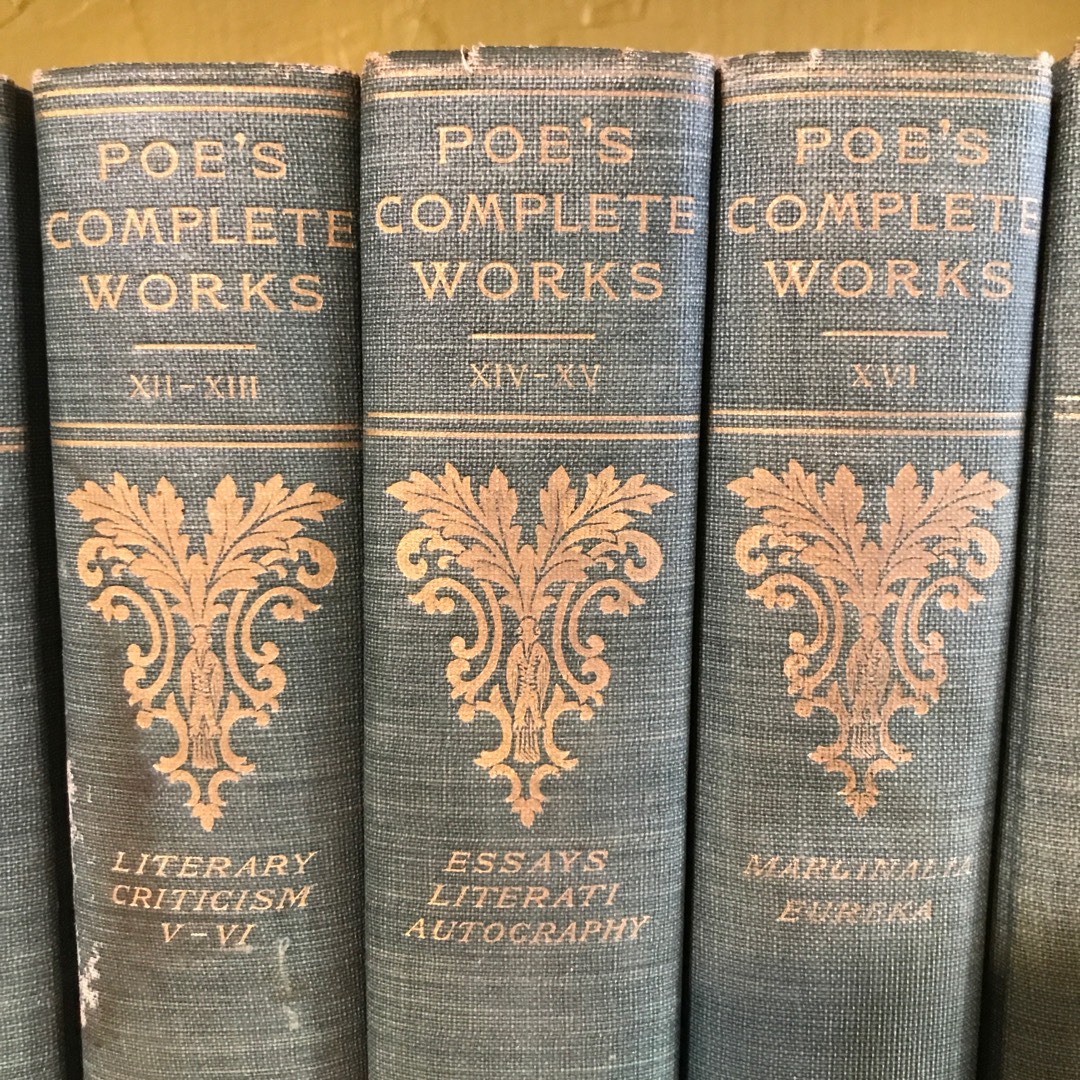 POE'S
COMPLETE
WORKS
XII-XIII
LITERARY
CRITICISM
V-VI
POE'S
COMPLETE
WORKS
XIV-XV
ESSAYS
LITERATI
AUTOGRAPHY
POE'S
COMPLETE
WORKS
XVI
MARGINALIA
EUREKA